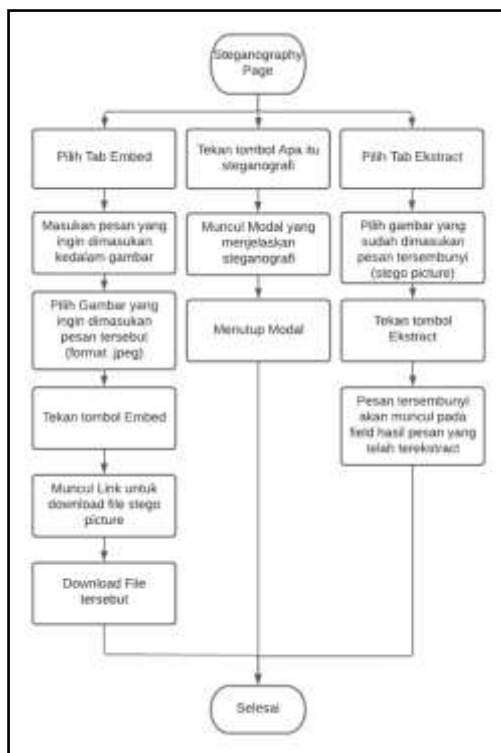 Steganography
Page
Pilih Tab Embed
Masukan pesan yang
ingin dimasukan
kedalam gambar
Pilih Gambar yang
ingin dimasukan
pesan tersebut
(format .jpeg)
Tekan tombol Embed
Muncul Link untuk
download file stego
picture
Download File
tersebut
Tekan tombol Apa itu
steganografi
Muncul Modal yang
menjelaskan
steganografi
Menutup Modal
Pilih Tab Ekstract
Pilih gambar yang
sudah dimasukan
pesan tersembunyi
(stego picture)
Tekan tombol
Ekstract
Pesan tersembunyi
akan muncul pada
field hasil pesan yang
telah terekstract
Selesai